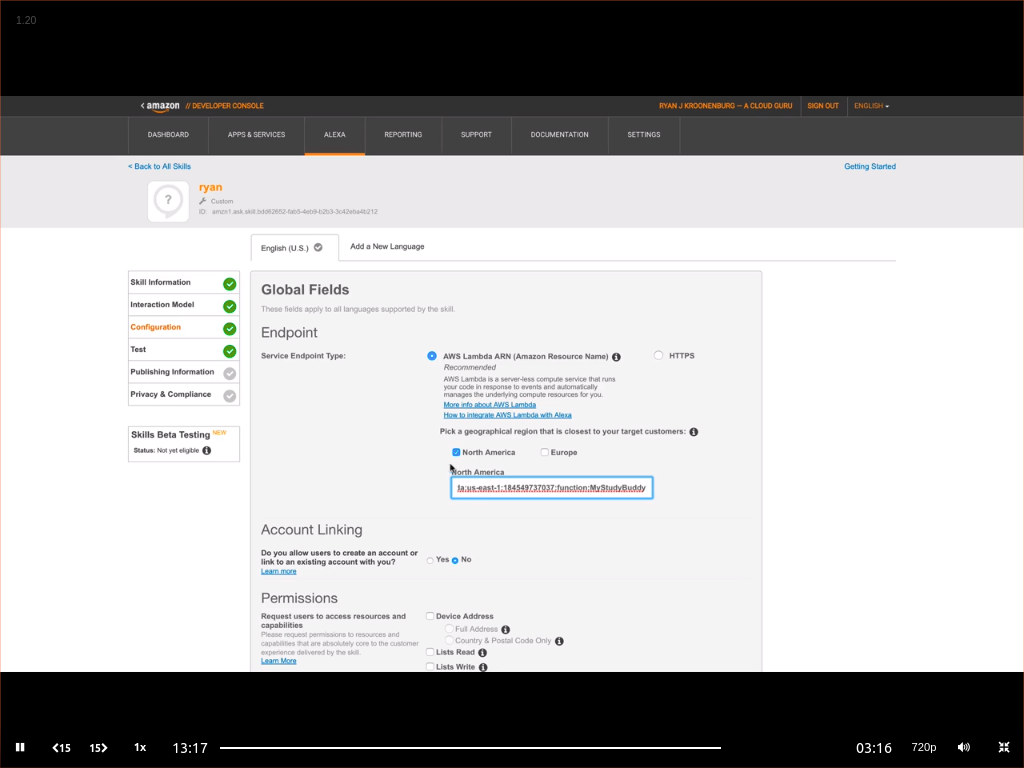 1.20
< amazon // DEVELOPER CONSOLE
RYAN J KROONENBURG – A CLOUD GURU SIGN OUT ENGLISH
DASHBOARD APPS & SERVICES ALEXA REPORTING SUPPORT DOCUMENTATION SETTINGS
< Back to All Skills Getting Started
?
ryan
Custom
ID: amzn1.ask.skill.bdd62652-fab5-4eb9-b2b3-3c42eba4b212
English (U.S.) Add a New Language
Skill Information
Interaction Model
Configuration
Test
Publishing Information
Privacy & Compliance
Skills Beta Testing NEW
Status: Not yet eligible
Global Fields
These fields apply to all languages supported by the skill.
Endpoint
Service Endpoint Type: AWS Lambda ARN (Amazon Resource Name) HTTPS
Recommended
AWS Lambda is a server-less compute service that runs
your code in response to events and automatically
manages the underlying compute resources for you.
More info about AWS Lambda
How to integrate AWS Lambda with Alexa
Pick a geographical region that is closest to your target customers:
North America Europe
North America
la:us-east-1:184549737037:function:MyStudyBuddy
Account Linking
Do you allow users to create an account or
link to an existing account with you?
Learn more
Yes No
Permissions
Request users to access resources and
capabilities
Please request permissions to resources and
capabilities that are absolutely core to the customer
experience delivered by the skill.
Learn More
Device Address
Full Address
Country & Postal Code Only
Lists Read
Lists Write
15 15 1x 13:17 03:16 720p